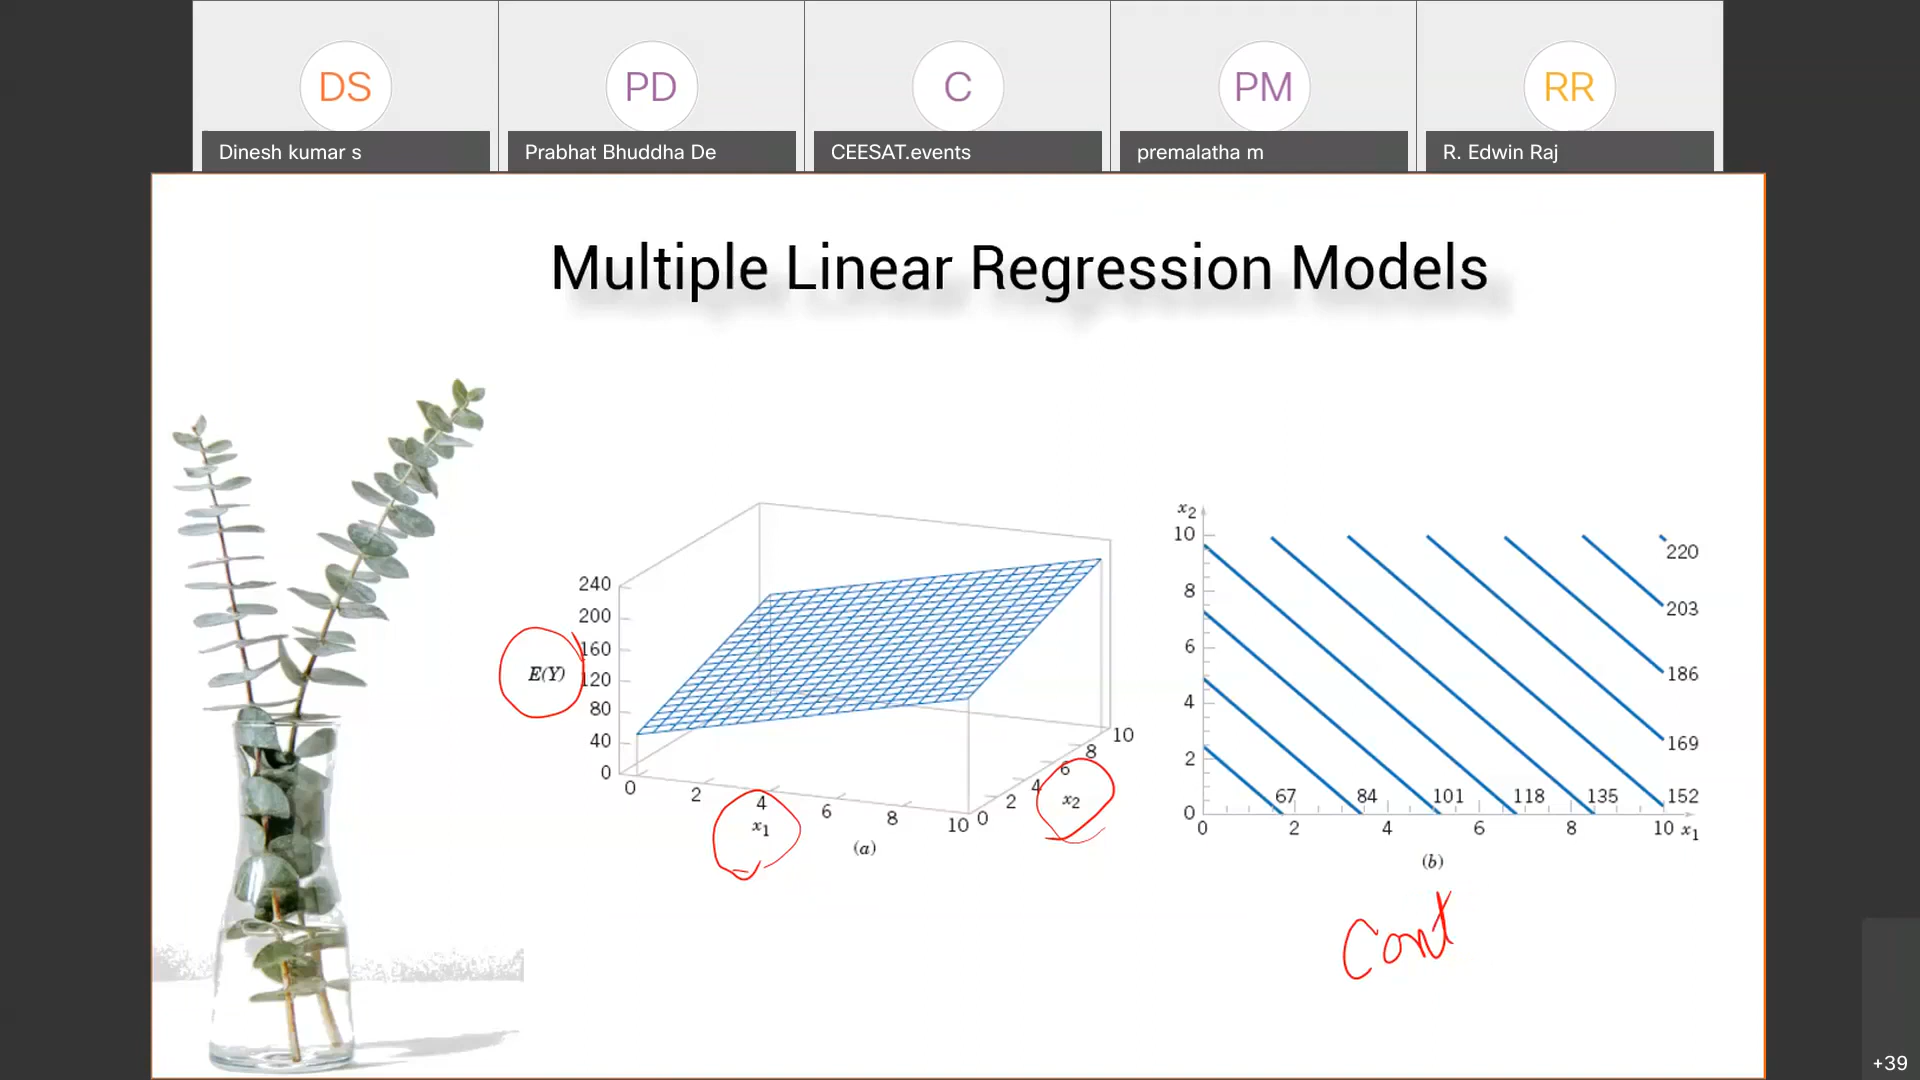 DS PD C PM RR
Dinesh kumar s Prabhat Bhuddha De CEESAT.events premalatha m R. Edwin Raj
Multiple Linear Regression Models
240
200
160
120
80
40
0
E(Y)
0 2 4 6 8 10
x1
0 2 4 6 8 10
x2
(a)
x2
10
8
6
4
2
0
220
203
186
169
67 84 101 118 135 152
0 2 4 6 8 10 x1
(b)
Cont
+39